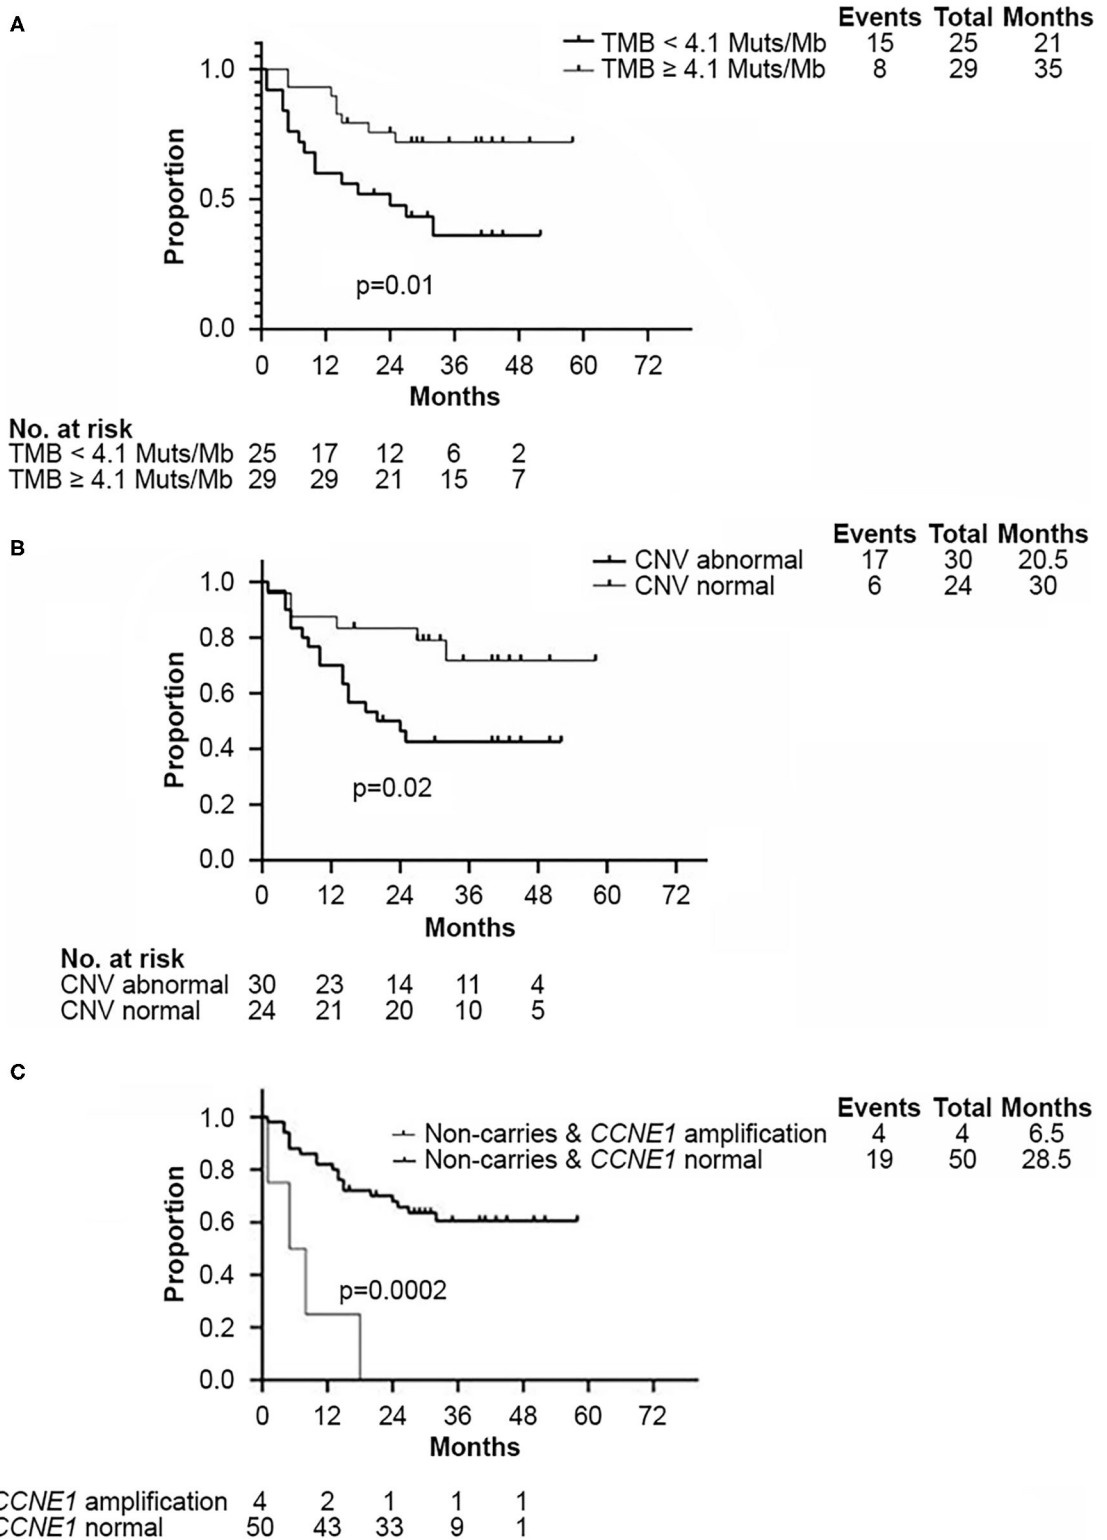 A
Events Total Months
TMB < 4.1 Muts/Mb 15 25 21
TMB ≥ 4.1 Muts/Mb 8 29 35
1.0
0.5
0.0
Proportion
p=0.01
0 12 24 36 48 60 72
Months
No. at risk
TMB < 4.1 Muts/Mb 25 17 12 6 2
TMB ≥ 4.1 Muts/Mb 29 29 21 15 7
B
Events Total Months
CNV abnormal 17 30 20.5
CNV normal 6 24 30
1.0
0.8
0.6
0.4
0.2
0.0
Proportion
p=0.02
0 12 24 36 48 60 72
Months
No. at risk
CNV abnormal 30 23 14 11 4
CNV normal 24 21 20 10 5
C
Events Total Months
Non-carries & CCNE1 amplification 4 4 6.5
Non-carries & CCNE1 normal 19 50 28.5
1.0
0.8
0.6
0.4
0.2
0.0
Proportion
p=0.0002
0 12 24 36 48 60 72
Months
CCNE1 amplification 4 2 1 1 1
CCNE1 normal 50 43 33 9 1